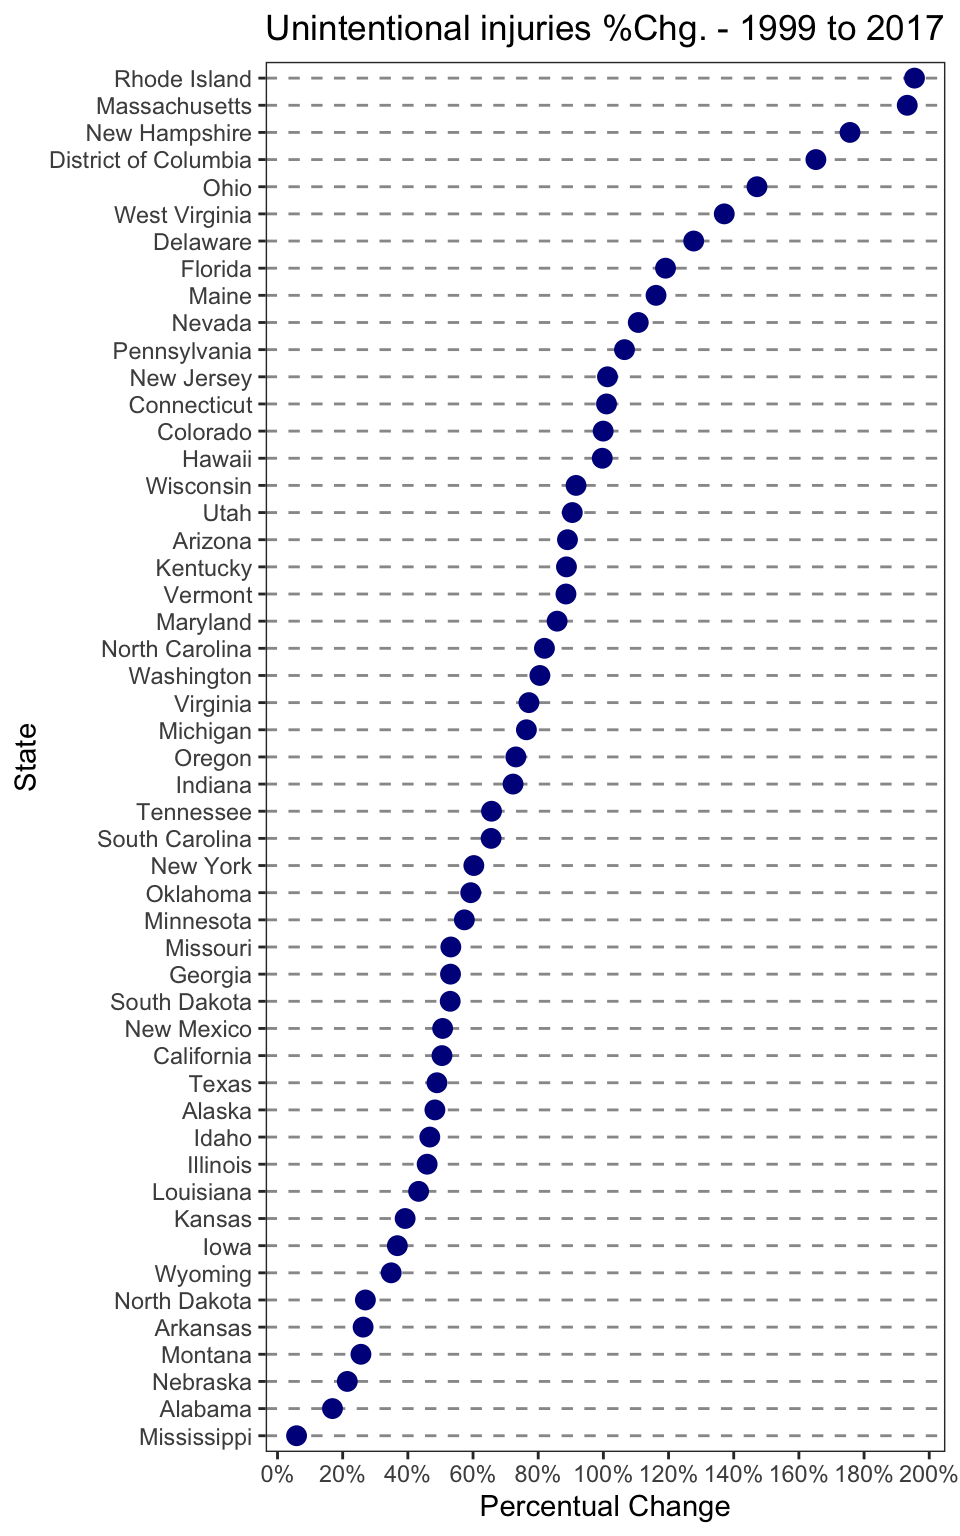 Unintentional injuries %Chg. - 1999 to 2017
Rhode Island
Massachusetts
New Hampshire
District of Columbia
Ohio
West Virginia
Delaware
Florida
Maine
Nevada
Pennsylvania
New Jersey
Connecticut
Colorado
Hawaii
Wisconsin
Utah
Arizona
Kentucky
Vermont
Maryland
North Carolina
Washington
Virginia
Michigan
Oregon
Indiana
Tennessee
South Carolina
New York
Oklahoma
Minnesota
Missouri
Georgia
South Dakota
New Mexico
California
Texas
Alaska
Idaho
Illinois
Louisiana
Kansas
Iowa
Wyoming
North Dakota
Arkansas
Montana
Nebraska
Alabama
Mississippi
State
0% 20% 40% 60% 80% 100% 120% 140% 160% 180% 200%
Percentual Change